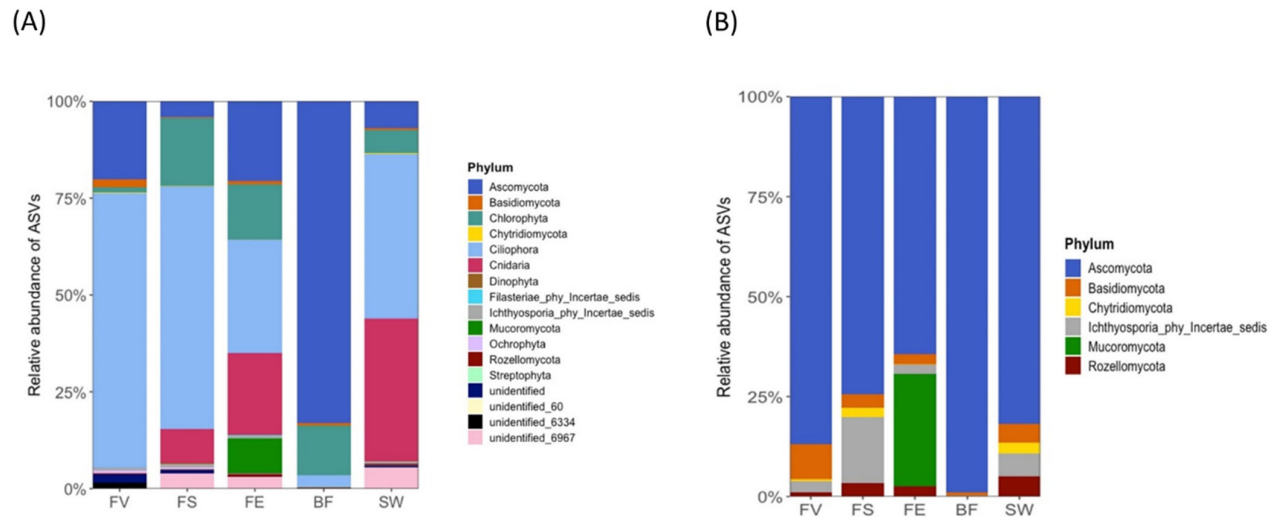 (A)
(B)
Relative abundance of ASVs
100%
75%
50%
25%
0%
FV FS FE BF SW
Phylum
Ascomycota
Basidiomycota
Chlorophyta
Chytridiomycota
Ciliophora
Cnidaria
Dinophyta
Filasteriae_phy_Incertae_sedis
Ichthyosporia_phy_Incertae_sedis
Mucoromycota
Ochrophyta
Rozellomycota
Streptophyta
unidentified
unidentified_60
unidentified_6334
unidentified_6967
Relative abundance of ASVs
100%
75%
50%
25%
0%
FV FS FE BF SW
Phylum
Ascomycota
Basidiomycota
Chytridiomycota
Ichthyosporia_phy_Incertae_sedis
Mucoromycota
Rozellomycota